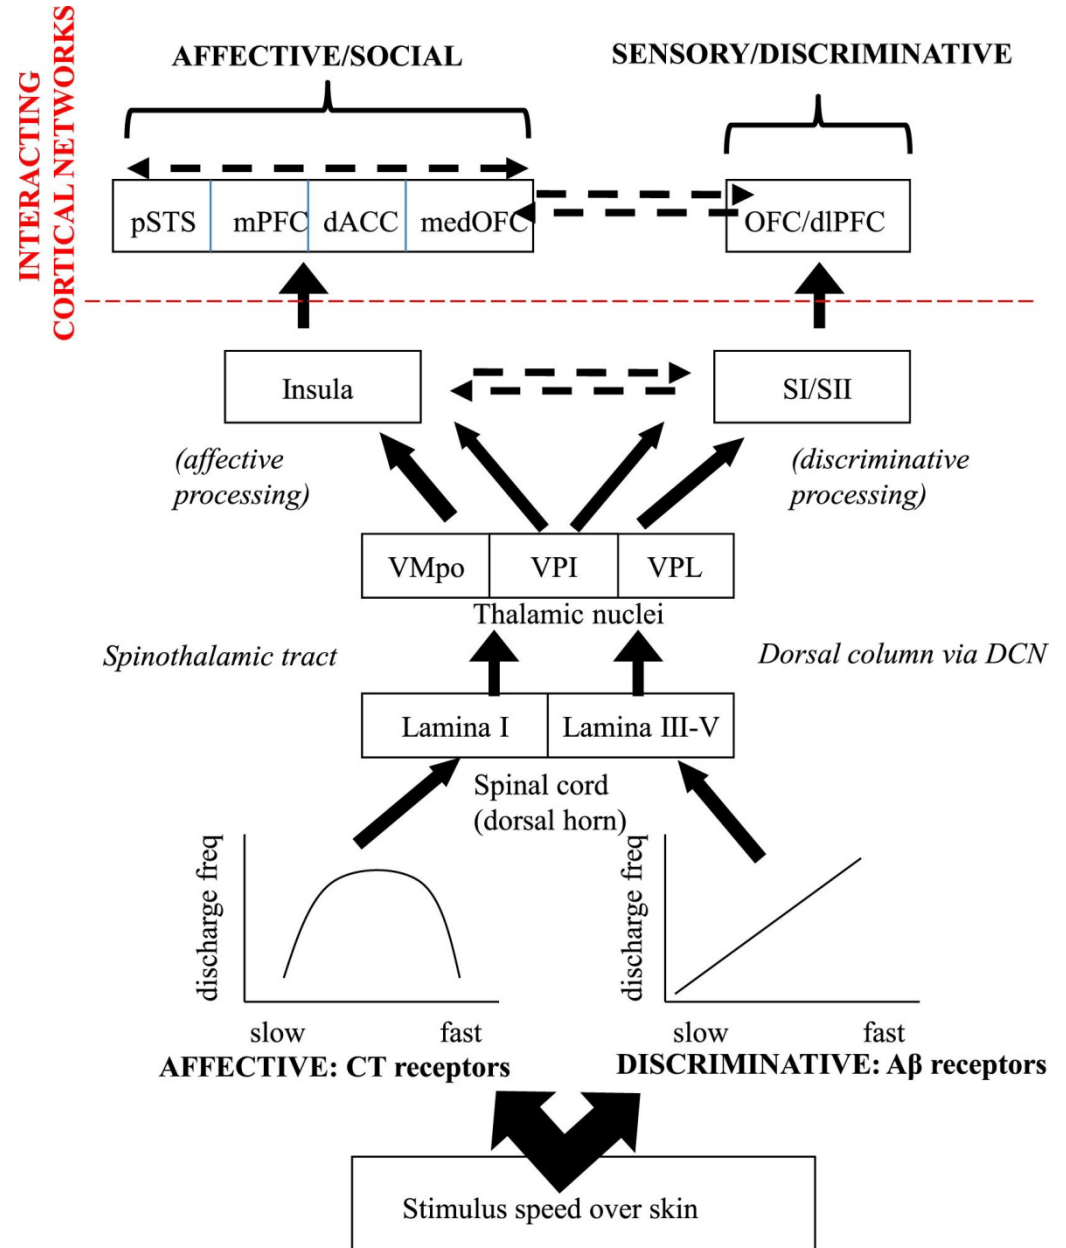 INTERACTING
CORTICAL NETWORKS
AFFECTIVE/SOCIAL
SENSORY/DISCRIMINATIVE
pSTS mPFC dACC medOFC
OFC/dlPFC
Insula
SI/SII
(affective
processing)
(discriminative
processing)
VMpo VPI VPL
Thalamic nuclei
Spinothalamic tract
Dorsal column via DCN
Lamina I Lamina III-V
Spinal cord
(dorsal horn)
discharge freq
slow fast
AFFECTIVE: CT receptors
discharge freq
slow fast
DISCRIMINATIVE: Aβ receptors
Stimulus speed over skin